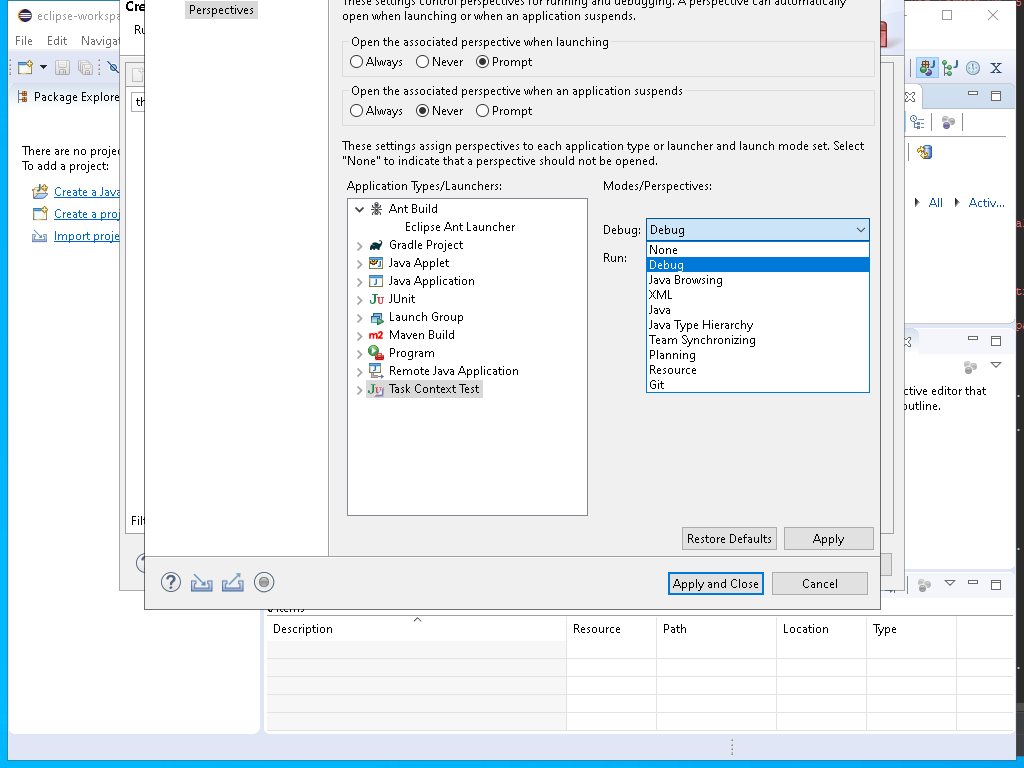 eclipse-workspa
Cre
Perspectives
These settings control perspectives for running and debugging. A perspective can automatically
open when launching or when an application suspends.
File Edit Navigat
Ru
Open the associated perspective when launching
Always Never Prompt
Open the associated perspective when an application suspends
Always Never Prompt
Package Explore
th
There are no projec
To add a project:
Create a Java
Create a proj
Import proje
These settings assign perspectives to each application type or launcher and launch mode set. Select
"None" to indicate that a perspective should not be opened.
Application Types/Launchers:
Modes/Perspectives:
Ant Build
Eclipse Ant Launcher
Gradle Project
Java Applet
Java Application
JUnit
Launch Group
Maven Build
Program
Remote Java Application
Task Context Test
Debug: Debug
Run:
None
Debug
Java Browsing
XML
Java
Java Type Hierarchy
Team Synchronizing
Planning
Resource
Git
All Activ...
ctive editor that
outline.
Filt
Restore Defaults Apply
Apply and Close Cancel
items
Description Resource Path Location Type